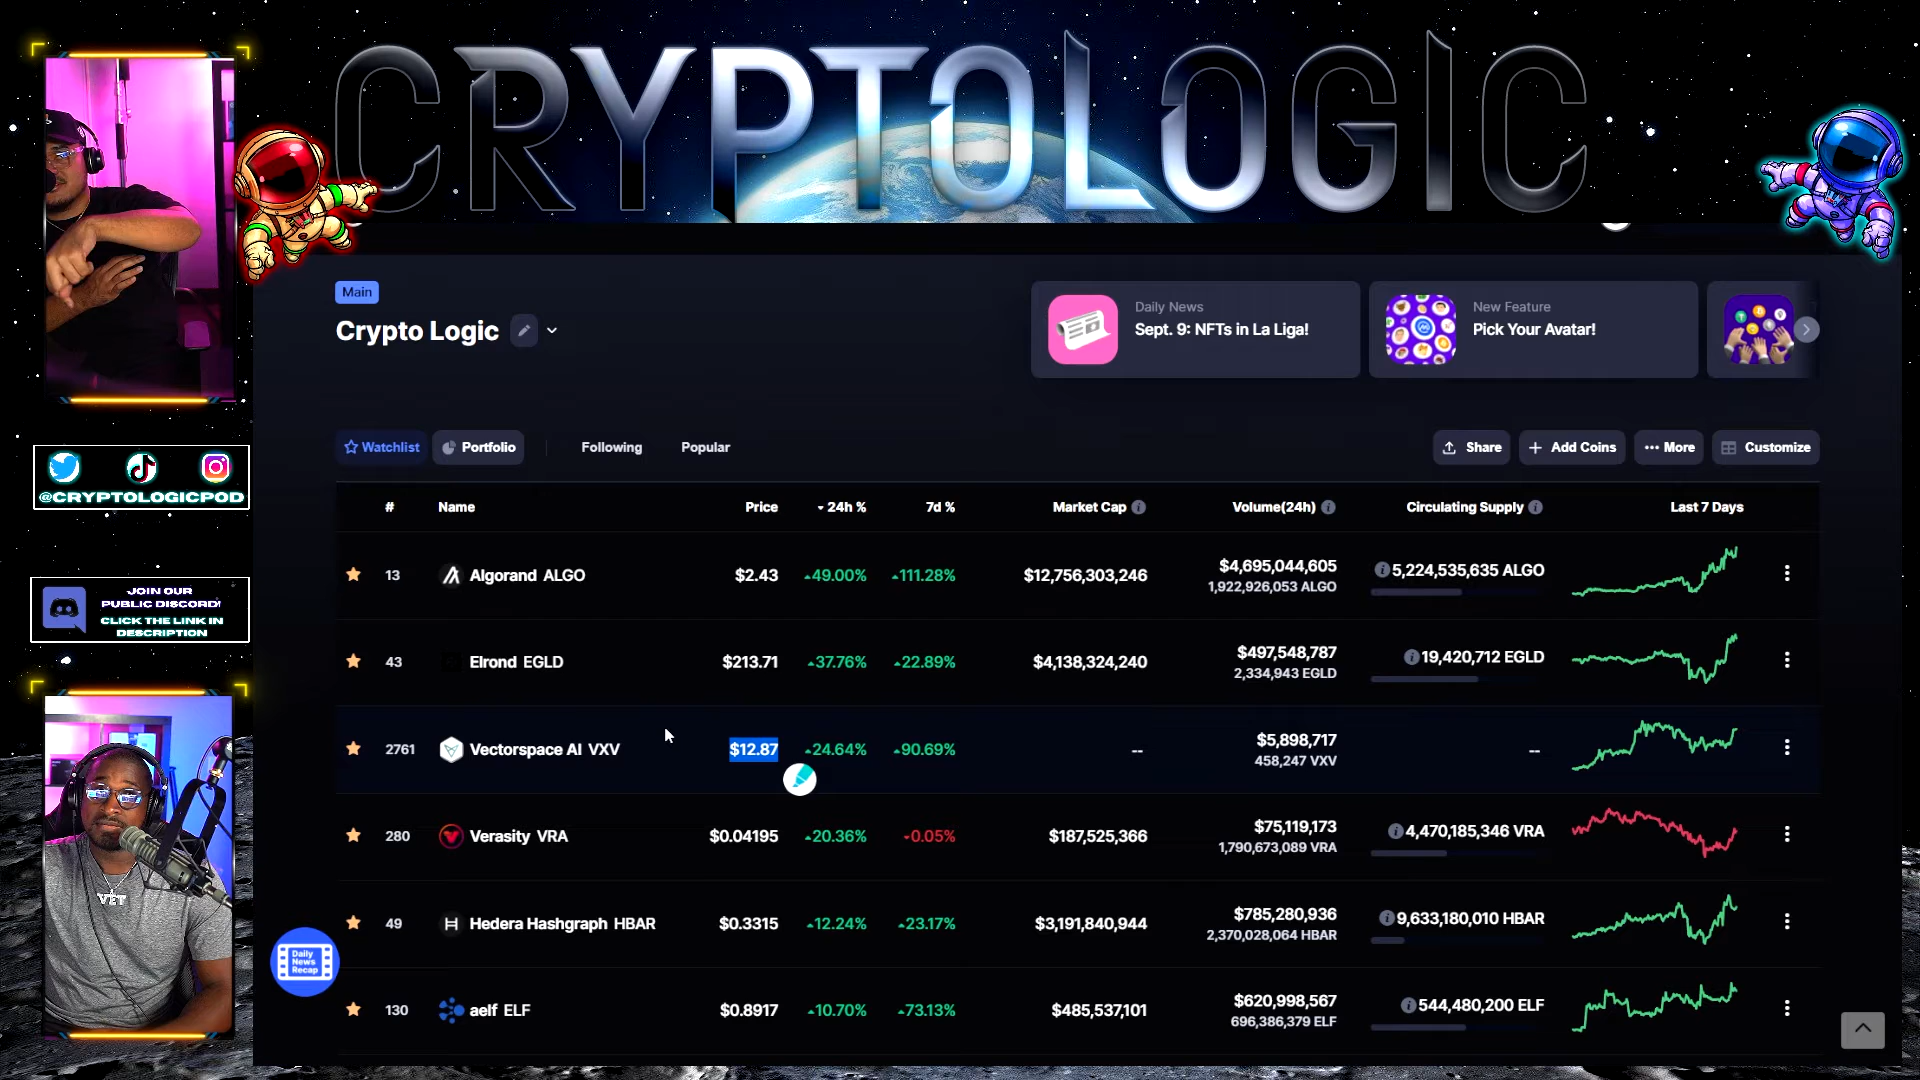 CRYPTOLOGIC
Main
Crypto Logic
Daily News
Sept. 9: NFTs in La Liga!
New Feature
Pick Your Avatar!
Watchlist
Portfolio
Following
Popular
Share
Add Coins
More
Customize
@CRYPTOLOGICPOD
JOIN OUR
PUBLIC DISCORD!
CLICK THE LINK IN
DESCRIPTION
# Name Price 24h % 7d % Market Cap Volume(24h) Circulating Supply Last 7 Days
13 Algorand ALGO $2.43 49.00% 111.28% $12,756,303,246 $4,695,044,605 5,224,535,635 ALGO
1,922,926,053 ALGO
43 Elrond EGLD $213.71 37.76% 22.89% $4,138,324,240 $497,548,787 19,420,712 EGLD
2,334,943 EGLD
2761 Vectorspace AI VXV $12.87 24.64% 90.69% -- $5,898,717 --
458,247 VXV
280 Verasity VRA $0.04195 20.36% 0.05% $187,525,366 $75,119,173 4,470,185,346 VRA
1,790,673,089 VRA
49 Hedera Hashgraph HBAR $0.3315 12.24% 23.17% $3,191,840,944 $785,280,936 9,633,180,010 HBAR
2,370,028,064 HBAR
130 aelf ELF $0.8917 10.70% 73.13% $485,537,101 $620,998,567 544,480,200 ELF
696,386,379 ELF
VET
Daily
News
Recap